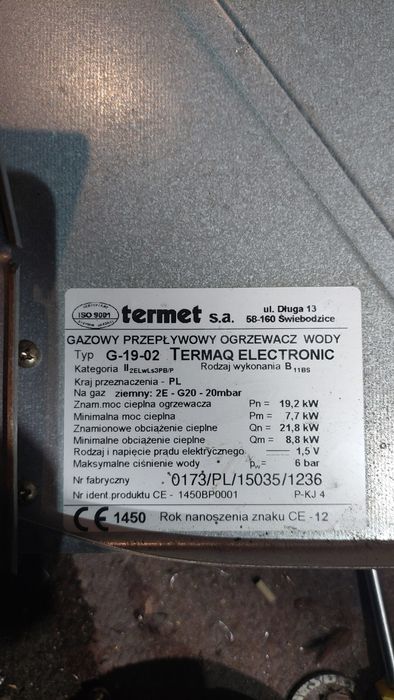 ISO 9001 termet s.a. ul. Długa 13
58-160 Świebodzice
GAZOWY PRZEPŁYWOWY OGRZEWACZ WODY
Typ G-19-02 TERMAQ ELECTRONIC
Kategoria II2ELwLs3PB/P Rodzaj wykonania B11BS
Kraj przeznaczenia - PL
Na gaz ziemny: 2E - G20 - 20mbar
Znam.moc cieplna ogrzewacza Pn = 19,2 kW
Minimalna moc cieplna Pm = 7,7 kW
Znamionowe obciążenie cieplne Qn = 21,8 kW
Minimalne obciążenie cieplne Qm = 8,8 kW
Rodzaj i napięcie prądu elektrycznego 1,5 V
Maksymalne ciśnienie wody pw= 6 bar
Nr fabryczny 0173/PL/15035/1236
Nr ident.produktu CE - 1450BP0001 P-KJ 4
CE 1450 Rok nanoszenia znaku CE - 12